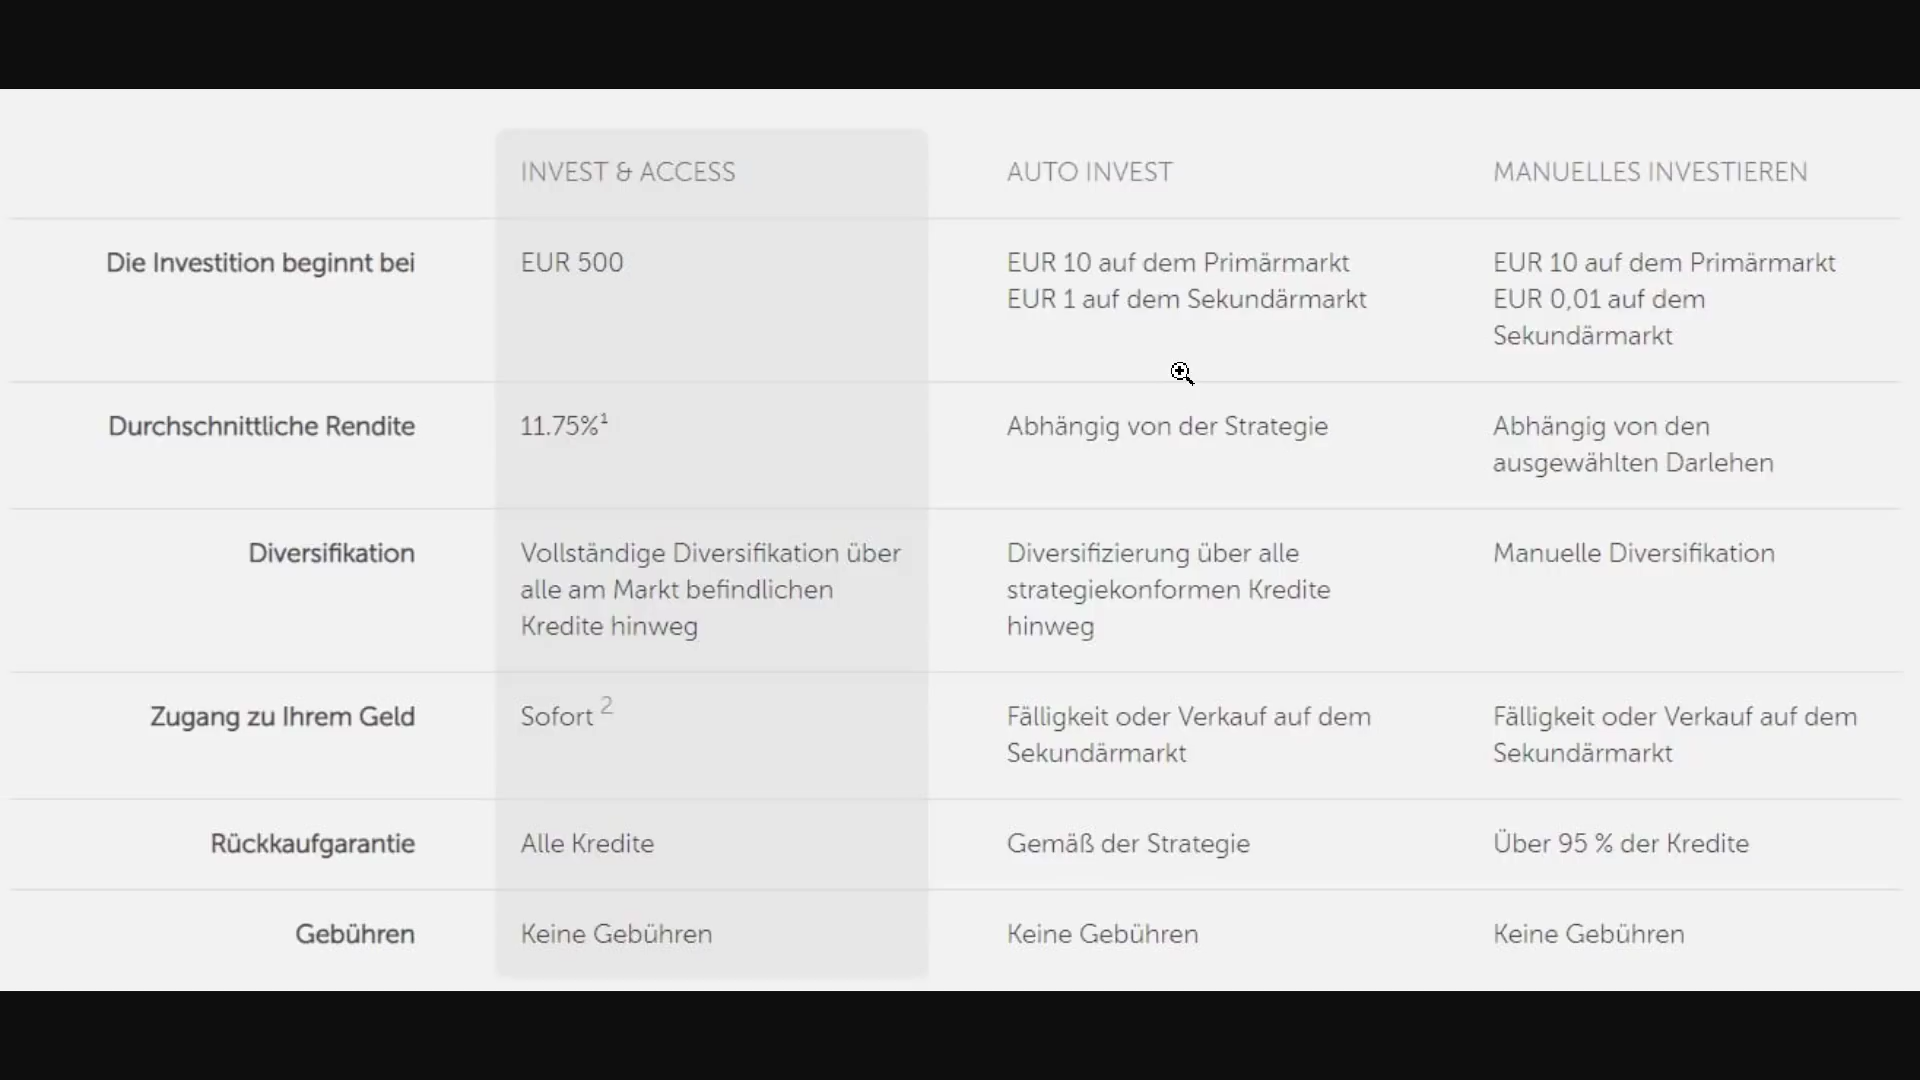 INVEST & ACCESS
AUTO INVEST
MANUELLES INVESTIEREN
Die Investition beginnt bei
EUR 500
EUR 10 auf dem Primärmarkt
EUR 1 auf dem Sekundärmarkt
EUR 10 auf dem Primärmarkt
EUR 0,01 auf dem
Sekundärmarkt
Durchschnittliche Rendite
11.75%¹
Abhängig von der Strategie
Abhängig von den
ausgewählten Darlehen
Diversifikation
Vollständige Diversifikation über
alle am Markt befindlichen
Kredite hinweg
Diversifizierung über alle
strategiekonformen Kredite
hinweg
Manuelle Diversifikation
Zugang zu Ihrem Geld
Sofort ²
Fälligkeit oder Verkauf auf dem
Sekundärmarkt
Fälligkeit oder Verkauf auf dem
Sekundärmarkt
Rückkaufgarantie
Alle Kredite
Gemäß der Strategie
Über 95 % der Kredite
Gebühren
Keine Gebühren
Keine Gebühren
Keine Gebühren